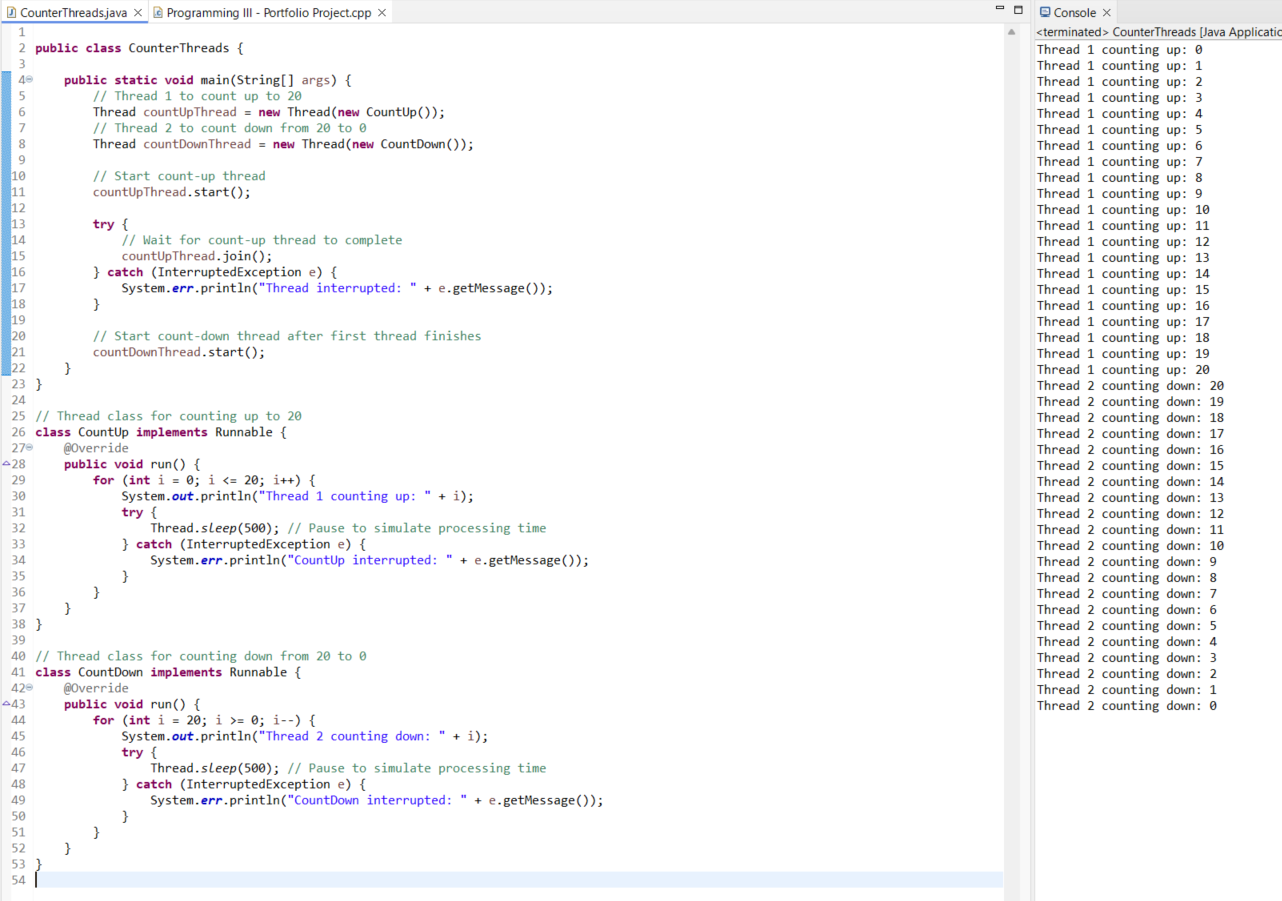 CounterThreads.java Programming III - Portfolio Project.cpp
1
2 public class CounterThreads {
3
4 public static void main(String[] args) {
5 // Thread 1 to count up to 20
6 Thread countUpThread = new Thread(new CountUp());
7 // Thread 2 to count down from 20 to 0
8 Thread countDownThread = new Thread(new CountDown());
9
10 // Start count-up thread
11 countUpThread.start();
12
13 try {
14 // Wait for count-up thread to complete
15 countUpThread.join();
16 } catch (InterruptedException e) {
17 System.err.println("Thread interrupted: " + e.getMessage());
18 }
19
20 // Start count-down thread after first thread finishes
21 countDownThread.start();
22 }
23 }
24
25 // Thread class for counting up to 20
26 class CountUp implements Runnable {
27 @Override
28 public void run() {
29 for (int i = 0; i <= 20; i++) {
30 System.out.println("Thread 1 counting up: " + i);
31 try {
32 Thread.sleep(500); // Pause to simulate processing time
33 } catch (InterruptedException e) {
34 System.err.println("CountUp interrupted: " + e.getMessage());
35 }
36 }
37 }
38 }
39
40 // Thread class for counting down from 20 to 0
41 class CountDown implements Runnable {
42 @Override
43 public void run() {
44 for (int i = 20; i >= 0; i--) {
45 System.out.println("Thread 2 counting down: " + i);
46 try {
47 Thread.sleep(500); // Pause to simulate processing time
48 } catch (InterruptedException e) {
49 System.err.println("CountDown interrupted: " + e.getMessage());
50 }
51 }
52 }
53 }
54
Console
<terminated> CounterThreads [Java Applicatio
Thread 1 counting up: 0
Thread 1 counting up: 1
Thread 1 counting up: 2
Thread 1 counting up: 3
Thread 1 counting up: 4
Thread 1 counting up: 5
Thread 1 counting up: 6
Thread 1 counting up: 7
Thread 1 counting up: 8
Thread 1 counting up: 9
Thread 1 counting up: 10
Thread 1 counting up: 11
Thread 1 counting up: 12
Thread 1 counting up: 13
Thread 1 counting up: 14
Thread 1 counting up: 15
Thread 1 counting up: 16
Thread 1 counting up: 17
Thread 1 counting up: 18
Thread 1 counting up: 19
Thread 1 counting up: 20
Thread 2 counting down: 20
Thread 2 counting down: 19
Thread 2 counting down: 18
Thread 2 counting down: 17
Thread 2 counting down: 16
Thread 2 counting down: 15
Thread 2 counting down: 14
Thread 2 counting down: 13
Thread 2 counting down: 12
Thread 2 counting down: 11
Thread 2 counting down: 10
Thread 2 counting down: 9
Thread 2 counting down: 8
Thread 2 counting down: 7
Thread 2 counting down: 6
Thread 2 counting down: 5
Thread 2 counting down: 4
Thread 2 counting down: 3
Thread 2 counting down: 2
Thread 2 counting down: 1
Thread 2 counting down: 0